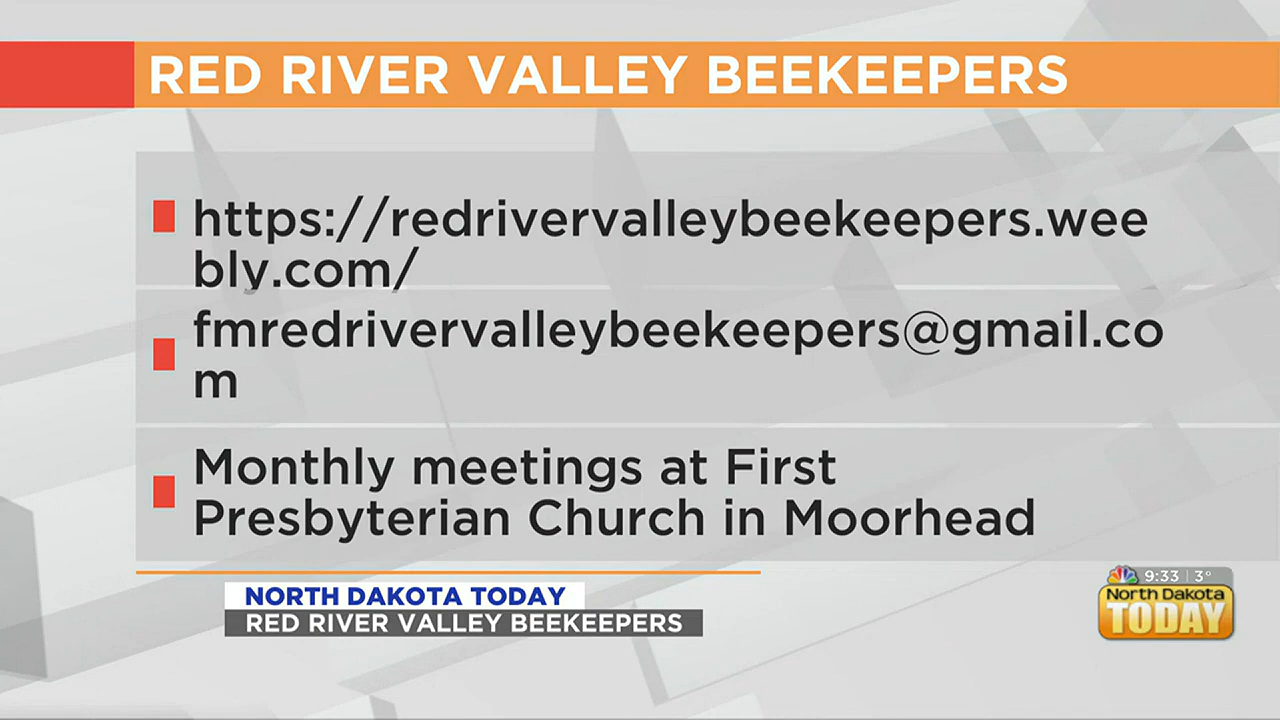 RED RIVER VALLEY BEEKEEPERS
https://redrivervalleybeekeepers.wee
bly.com/
fmredrivervalleybeekeepers@gmail.co
m
Monthly meetings at First
Presbyterian Church in Moorhead
NORTH DAKOTA TODAY
RED RIVER VALLEY BEEKEEPERS
9:33 | 3°
North Dakota
TODAY